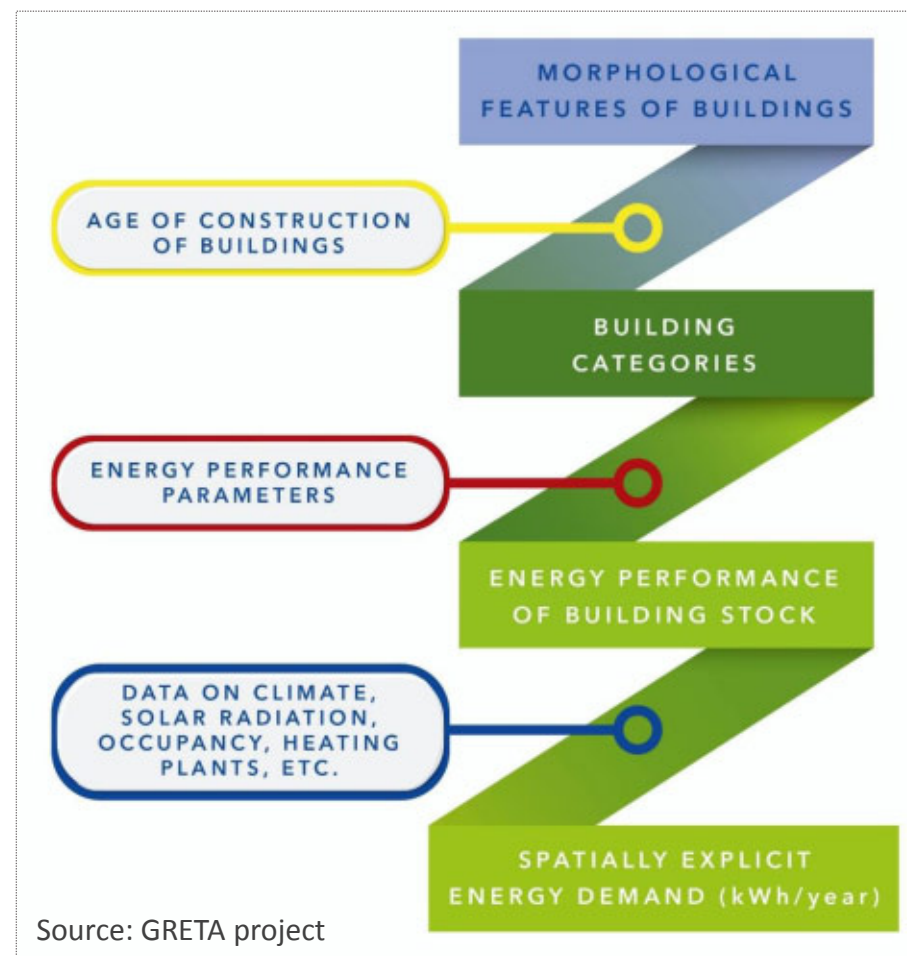 MORPHOLOGICAL
FEATURES OF BUILDINGS
AGE OF CONSTRUCTION
OF BUILDINGS
BUILDING
CATEGORIES
ENERGY PERFORMANCE
PARAMETERS
ENERGY PERFORMANCE
OF BUILDING STOCK
DATA ON CLIMATE,
SOLAR RADIATION,
OCCUPANCY, HEATING
PLANTS, ETC.
SPATIALLY EXPLICIT
ENERGY DEMAND (kWh/year)
Source: GRETA project